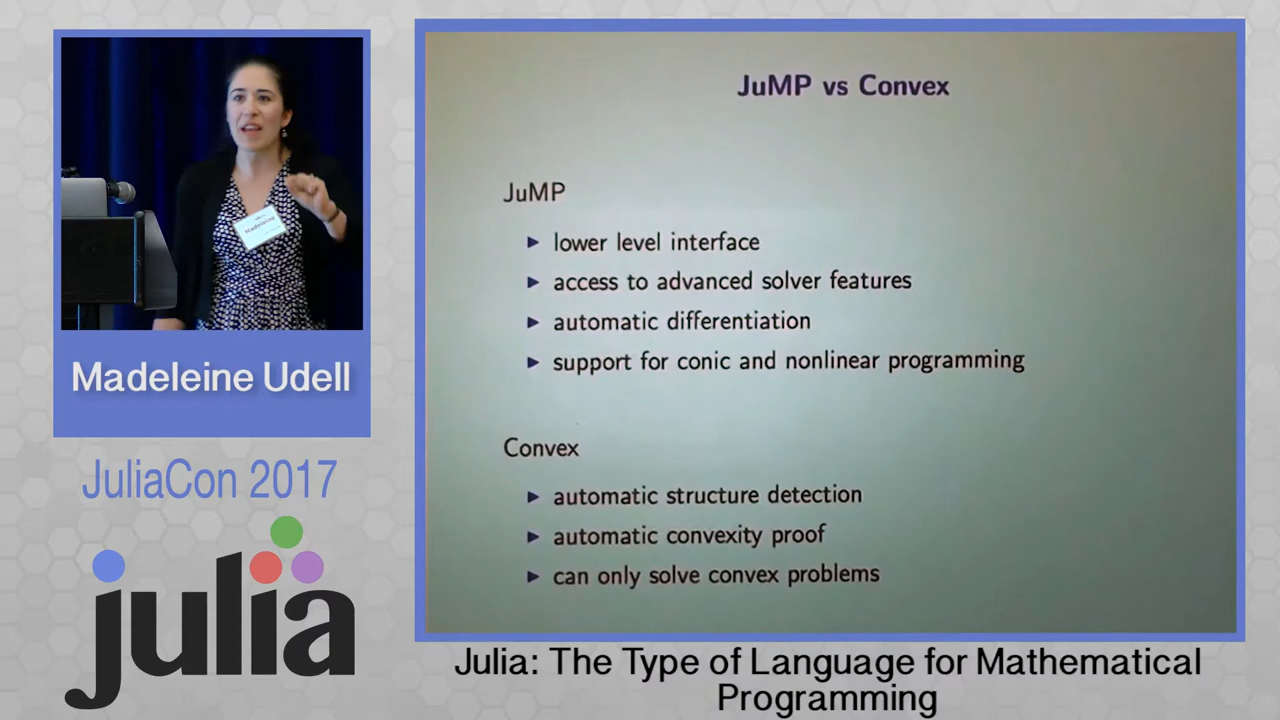 Madeleine
Madeleine Udell
JuliaCon 2017
julia
JuMP vs Convex
JuMP
lower level interface
access to advanced solver features
automatic differentiation
support for conic and nonlinear programming
Convex
automatic structure detection
automatic convexity proof
can only solve convex problems
Julia: The Type of Language for Mathematical
Programming